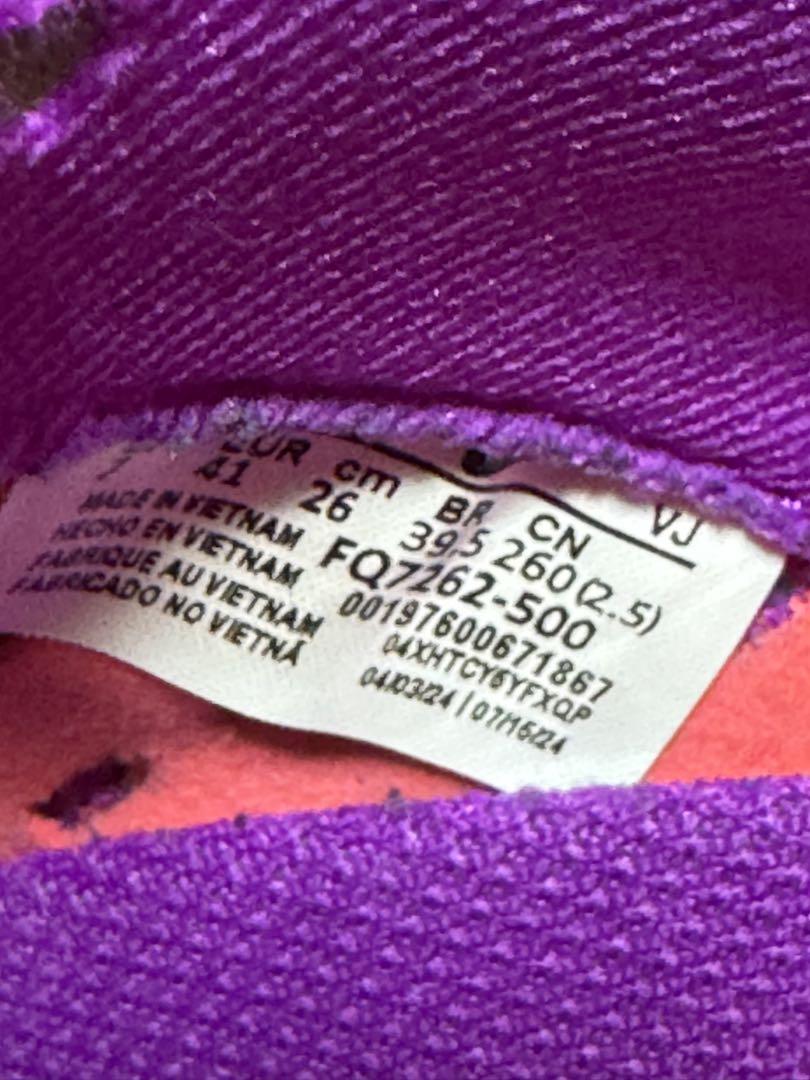 EUR cm BR CN VJ
7 41 26 39.5 260(2.5)
MADE IN VIETNAM
HECHO EN VIETNAM
FABRIQUE AU VIETNAM
FABRICADO NO VIETNÃ
FQ7262-500
00197600671867
04XHTCY6YFXQP
04/03/24 | 07/16/24